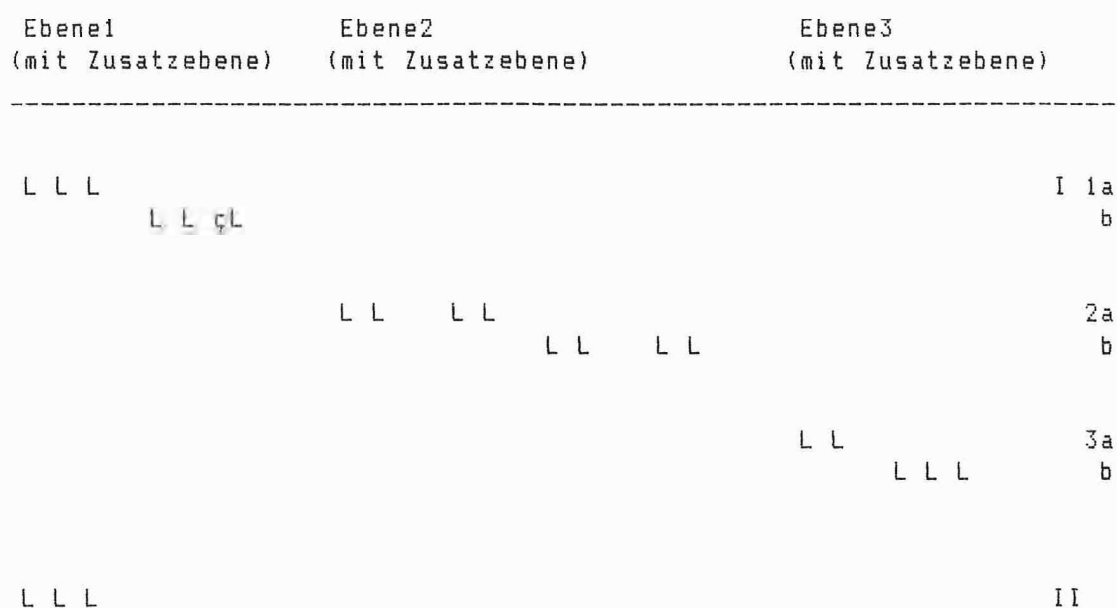 Ebene1 Ebene2 Ebene3
(mit Zusatzebene) (mit Zusatzebene) (mit Zusatzebene)
L L L I 1a
L L çL b
L L L L 2a
L L L L b
L L 3a
L L L b
L L L II